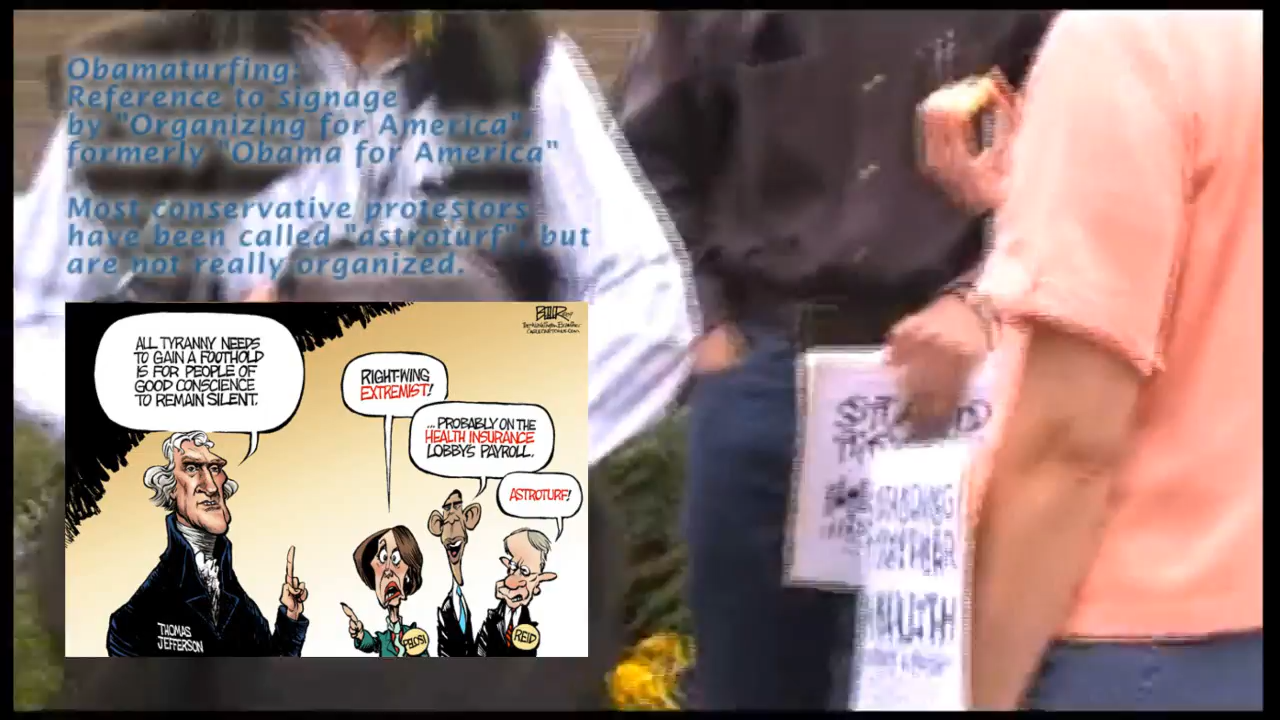 Obamaturfing:
Reference to signage
by "Organizing for America",
formerly "Obama for America"
Most conservative protestors
have been called "astroturf", but
are not really organized.
ALL TYRANNY NEEDS
TO GAIN A FOOTHOLD
IS FOR PEOPLE OF
GOOD CONSCIENCE
TO REMAIN SILENT.
RIGHT-WING
EXTREMIST!
...PROBABLY ON THE
HEALTH INSURANCE
LOBBY'S PAYROLL.
ASTROTURF!
THOMAS
JEFFERSON
PELOSI
REID